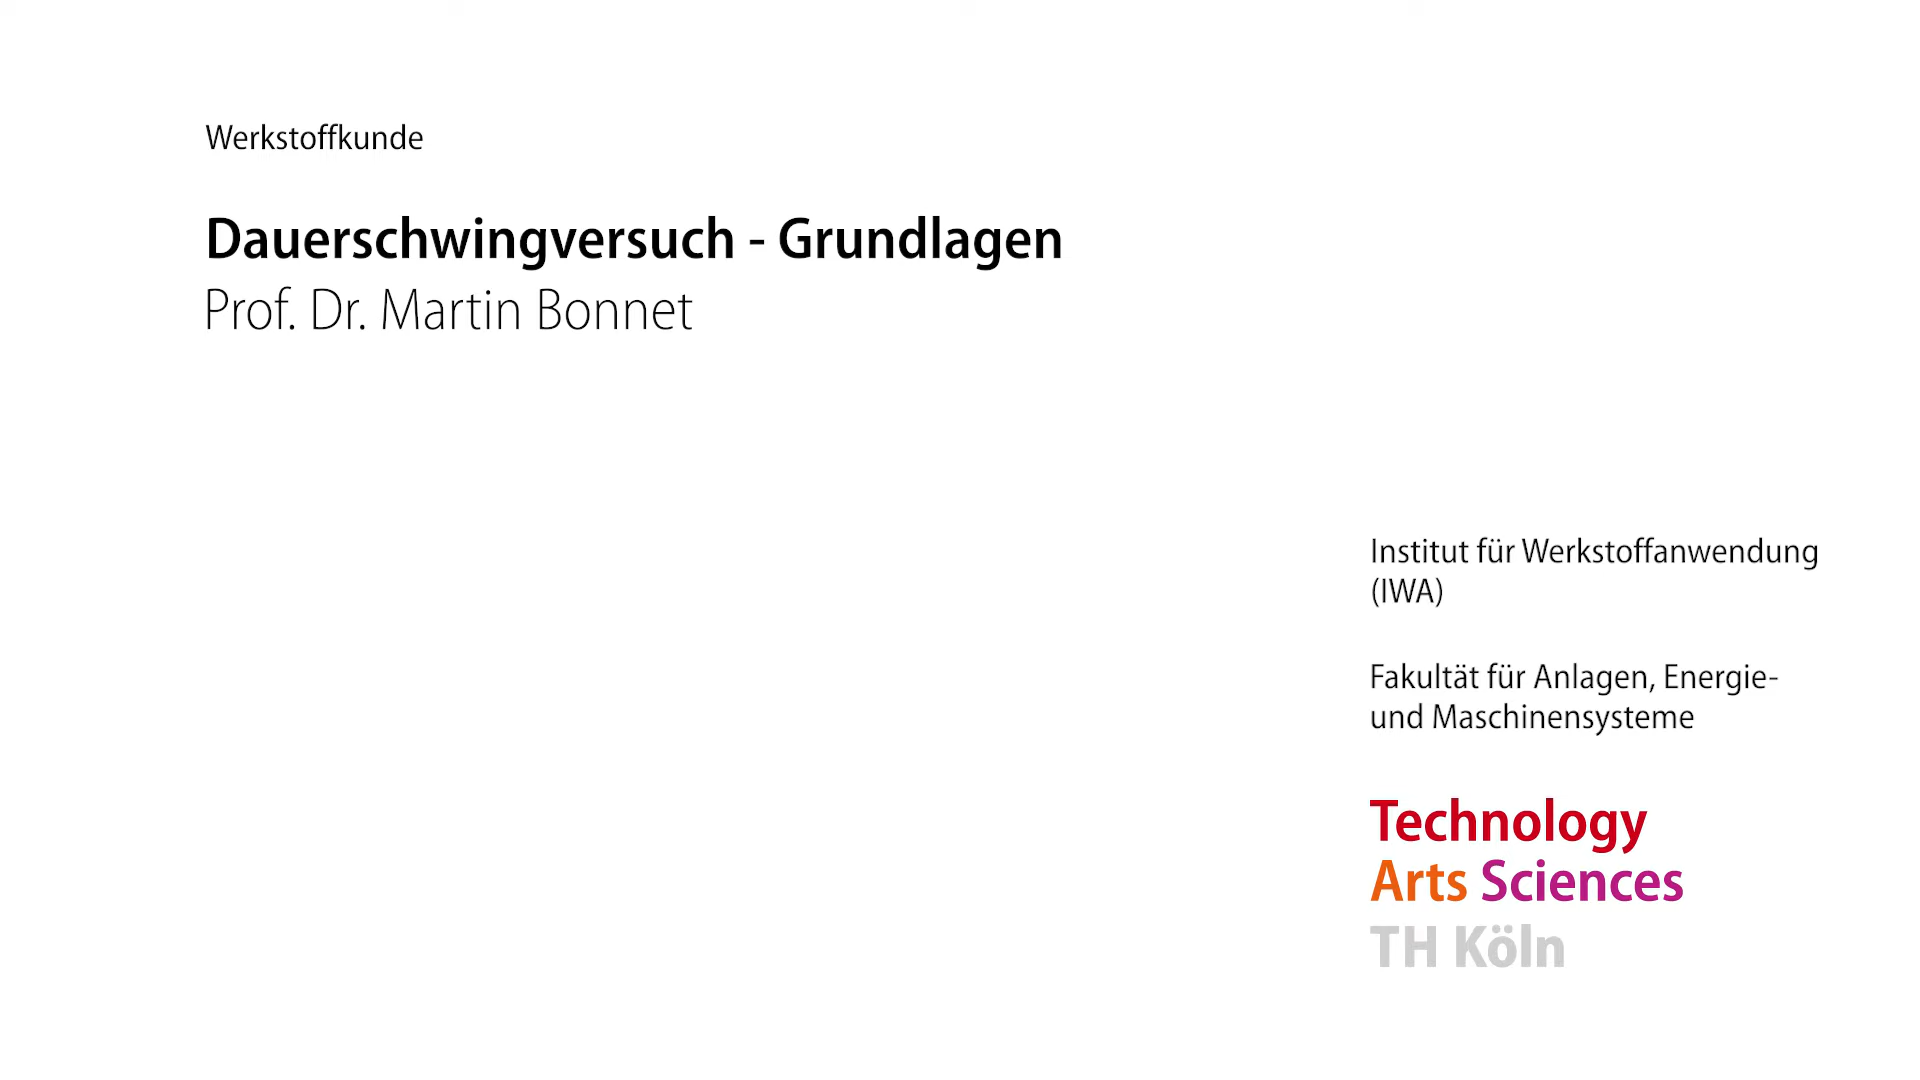 Werkstoffkunde
Dauerschwingversuch - Grundlagen
Prof. Dr. Martin Bonnet
Institut für Werkstoffanwendung
(IWA)
Fakultät für Anlagen, Energie-
und Maschinensysteme
Technology
Arts Sciences
TH Köln